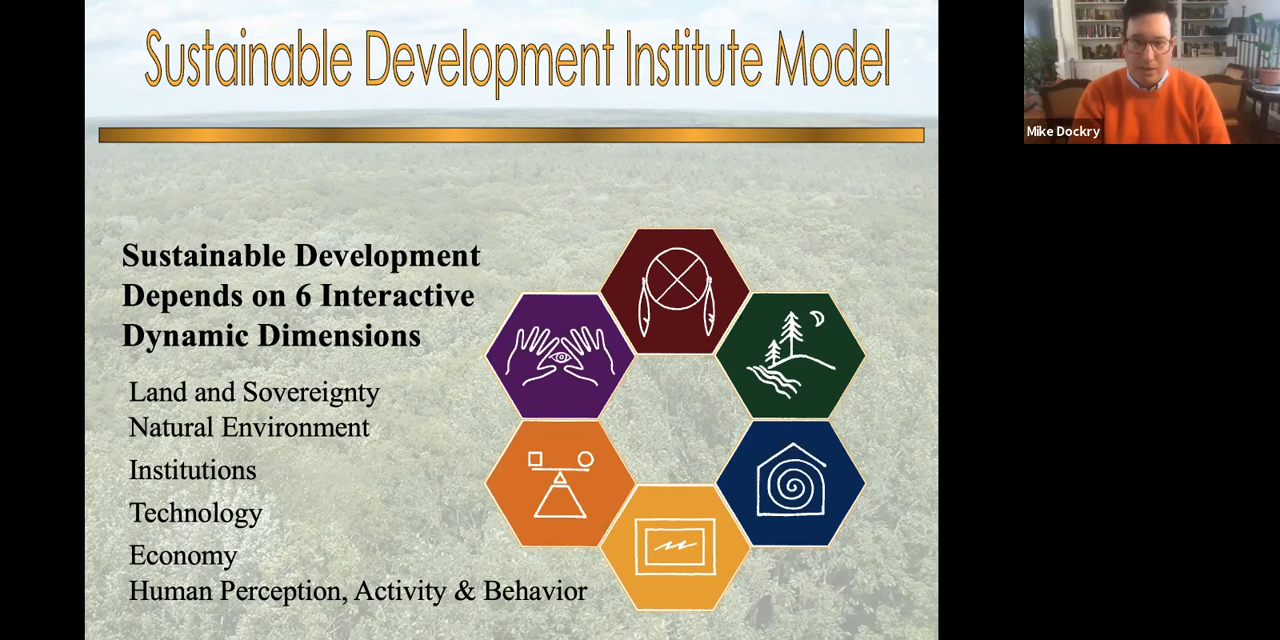 Sustainable Development Institute Model
Mike Dockry
Sustainable Development
Depends on 6 Interactive
Dynamic Dimensions
Land and Sovereignty
Natural Environment
Institutions
Technology
Economy
Human Perception, Activity & Behavior